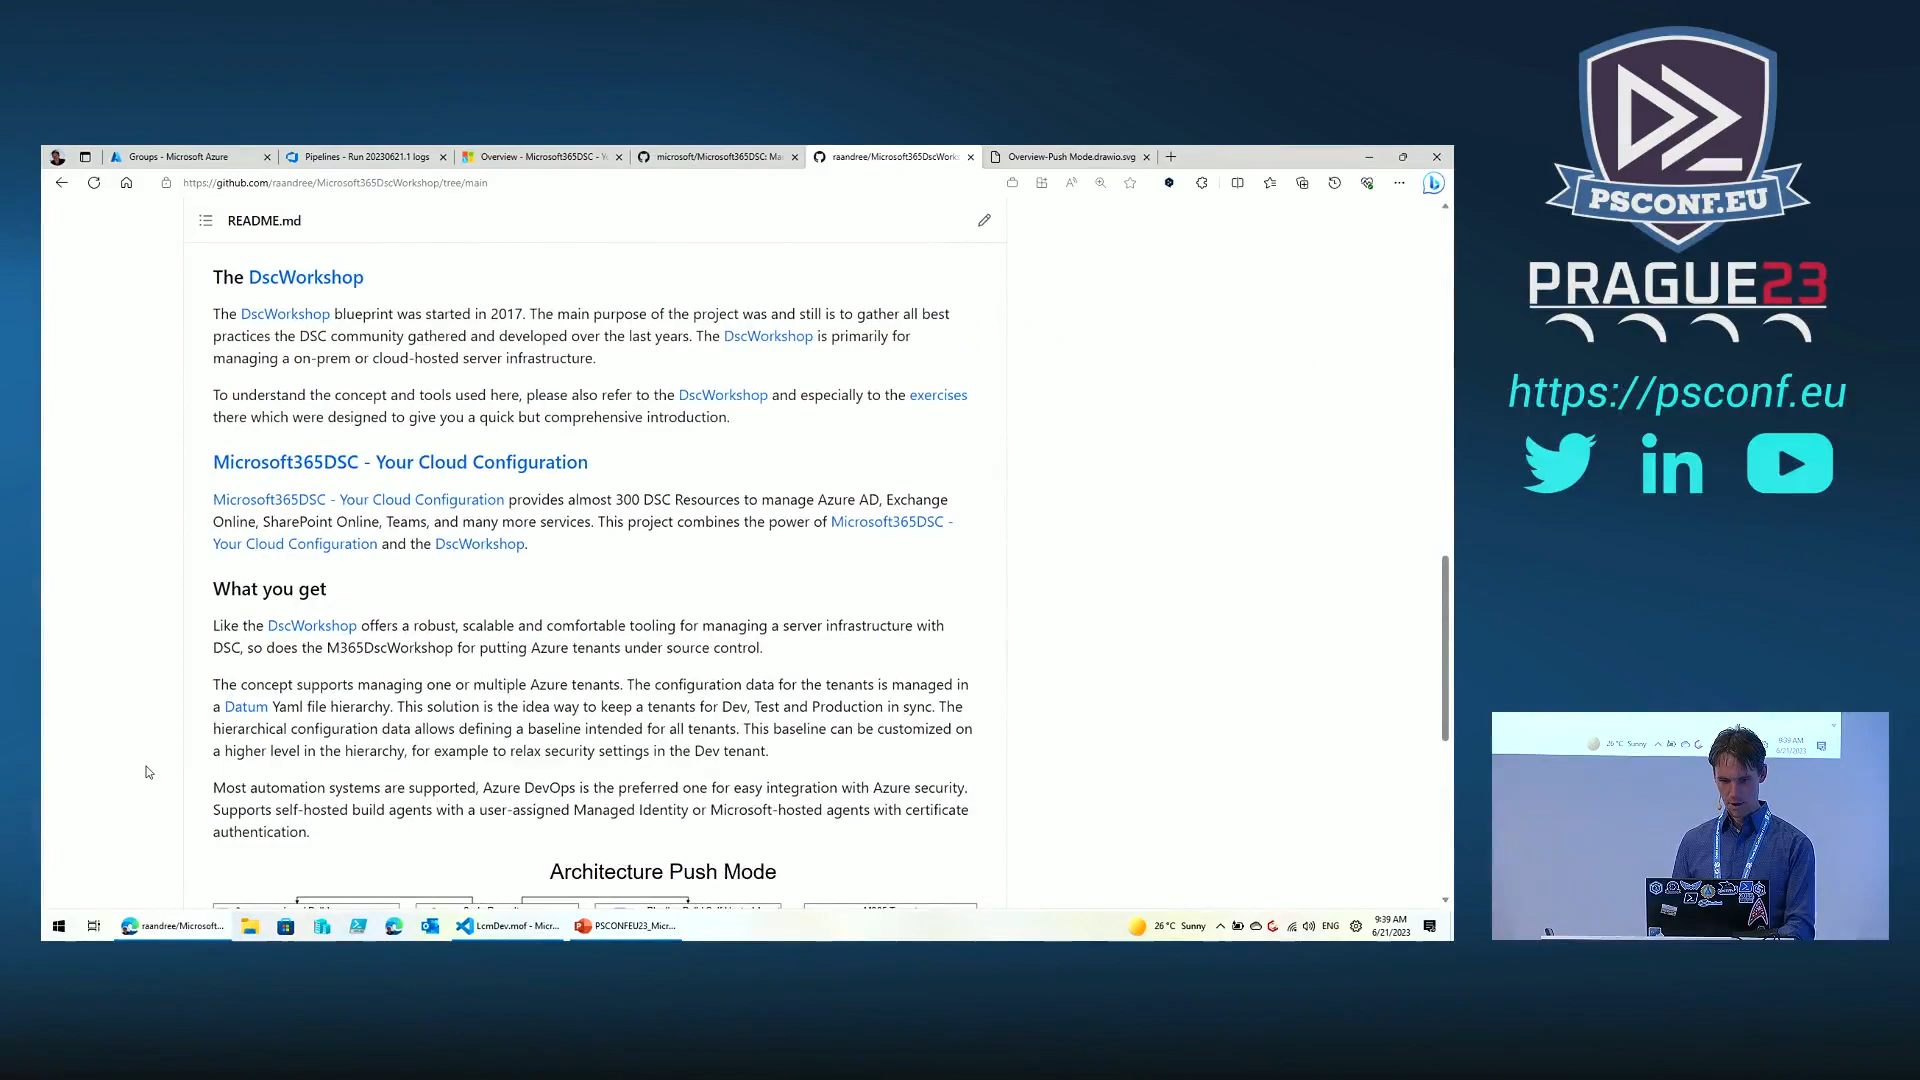 Groups - Microsoft Azure
Pipelines - Run 20230621.1 logs
Overview - Microsoft365DSC - Yo
microsoft/Microsoft365DSC: Ma
raandree/Microsoft365DscWorks
Overview-Push Mode.drawio.svg
https://github.com/raandree/Microsoft365DscWorkshop/tree/main
README.md
The DscWorkshop
The DscWorkshop blueprint was started in 2017. The main purpose of the project was and still is to gather all best
practices the DSC community gathered and developed over the last years. The DscWorkshop is primarily for
managing a on-prem or cloud-hosted server infrastructure.
To understand the concept and tools used here, please also refer to the DscWorkshop and especially to the exercises
there which were designed to give you a quick but comprehensive introduction.
Microsoft365DSC - Your Cloud Configuration
Microsoft365DSC - Your Cloud Configuration provides almost 300 DSC Resources to manage Azure AD, Exchange
Online, SharePoint Online, Teams, and many more services. This project combines the power of Microsoft365DSC -
Your Cloud Configuration and the DscWorkshop.
What you get
Like the DscWorkshop offers a robust, scalable and comfortable tooling for managing a server infrastructure with
DSC, so does the M365DscWorkshop for putting Azure tenants under source control.
The concept supports managing one or multiple Azure tenants. The configuration data for the tenants is managed in
a Datum Yaml file hierarchy. This solution is the idea way to keep a tenants for Dev, Test and Production in sync. The
hierarchical configuration data allows defining a baseline intended for all tenants. This baseline can be customized on
a higher level in the hierarchy, for example to relax security settings in the Dev tenant.
Most automation systems are supported, Azure DevOps is the preferred one for easy integration with Azure security.
Supports self-hosted build agents with a user-assigned Managed Identity or Microsoft-hosted agents with certificate
authentication.
Architecture Push Mode
raandree/Microsoft...
LcmDev.mof - Micr...
PSCONFEU23_Micr...
26°C Sunny
ENG
9:39 AM
6/21/2023
PSCONF.EU
PRAGUE23
https://psconf.eu
in
26°C Sunny
9:39 AM
6/21/2023